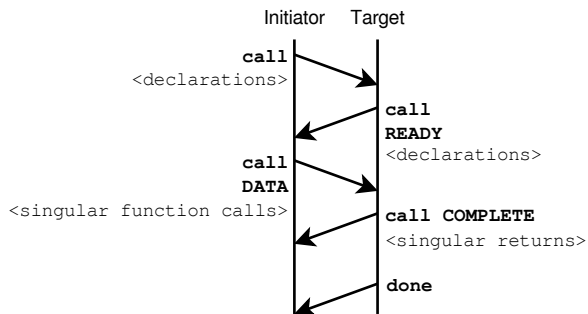 Initiator Target
call
<declarations>
call
READY
<declarations>
call
DATA
<singular function calls>
call COMPLETE
<singular returns>
done